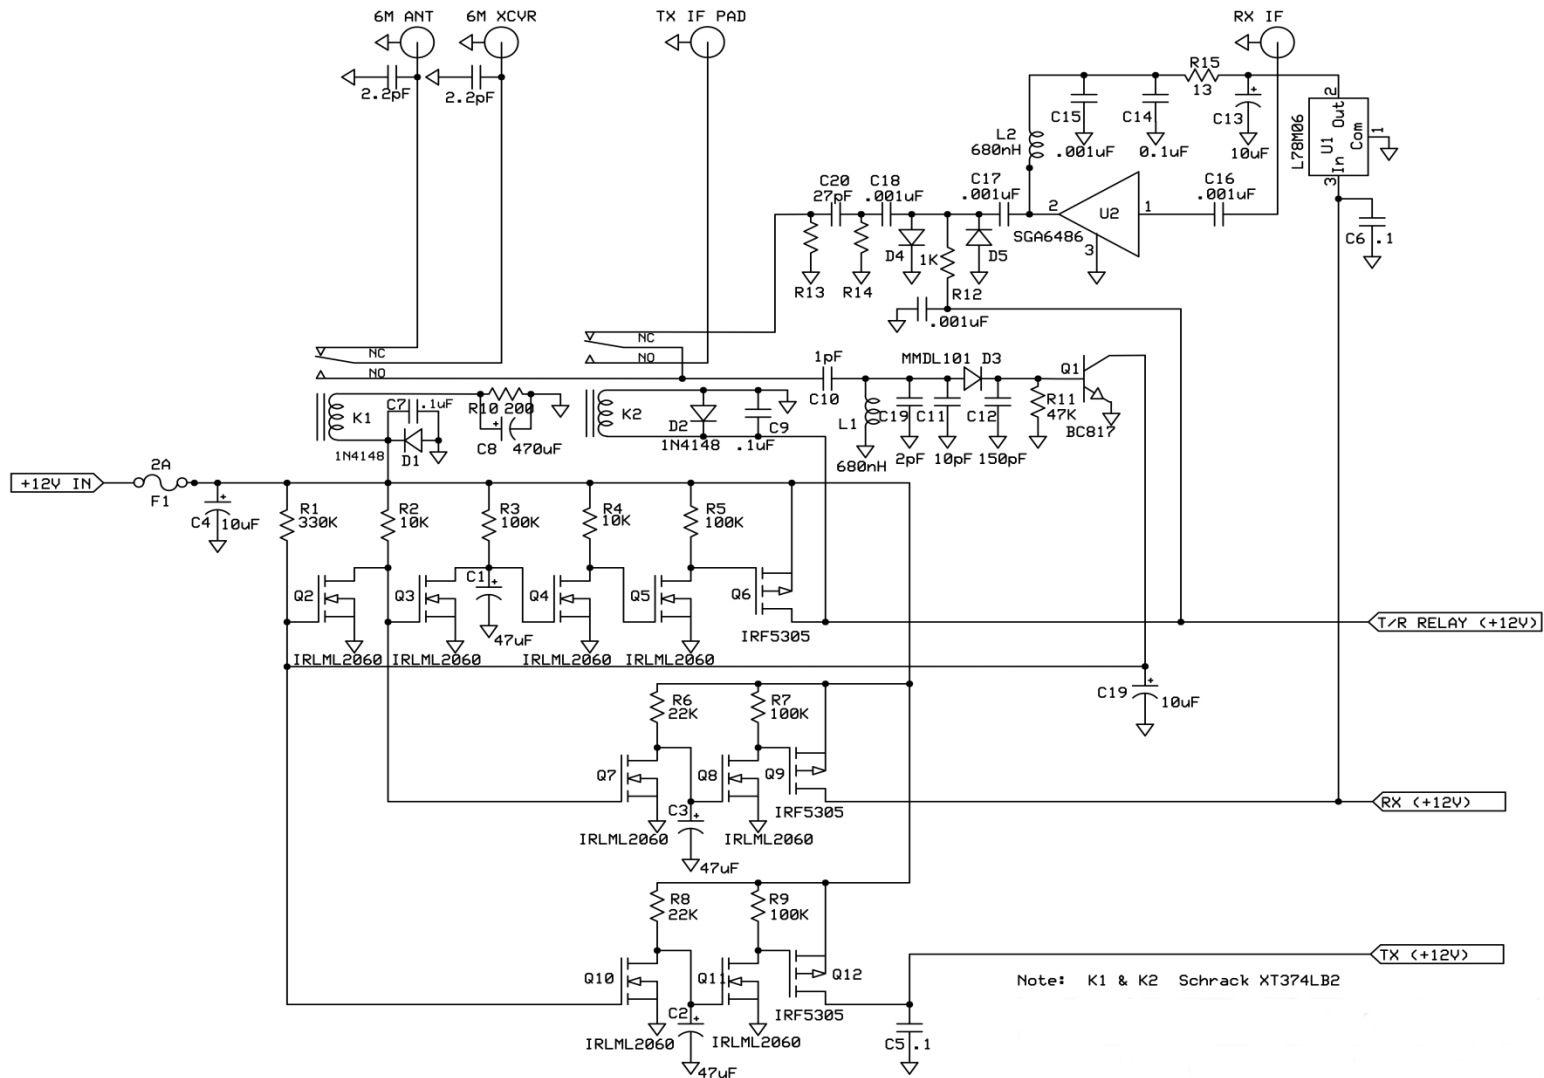 6M ANT
6M XCVR
TX IF PAD
RX IF
2.2pF
2.2pF
R15
13
C15
.001uF
C14
0.1uF
C13
10uF
2
Out
U1
In
Com
1
3
L78M06
L2
680nH
C20
27pF
C18
.001uF
C17
.001uF
C16
.001uF
2
U2
1
SGA6486
3
C6
.1
D4
1K
D5
R13
R14
R12
.001uF
NC
NO
NC
NO
1pF
C10
MMDL101 D3
Q1
K1
C7
.1uF
R10 200
C8
470uF
1N4148
D1
K2
D2
1N4148
C9
.1uF
L1
680nH
C19
2pF
C11
10pF
C12
150pF
R11
47K
BC817
+12V IN
2A
F1
C4
10uF
R1
330K
R2
10K
R3
100K
R4
10K
R5
100K
Q2
Q3
C1
47uF
Q4
Q5
Q6
IRLML2060
IRLML2060
IRLML2060
IRLML2060
IRF5305
T/R RELAY (+12V)
C19
10uF
R6
22K
R7
100K
Q7
Q8
Q9
C3
IRF5305
IRLML2060
IRLML2060
47uF
RX (+12V)
R8
22K
R9
100K
Q10
Q11
Q12
C2
IRF5305
IRLML2060
IRLML2060
47uF
C5
.1
TX (+12V)
Note: K1 & K2 Schrack XT374LB2